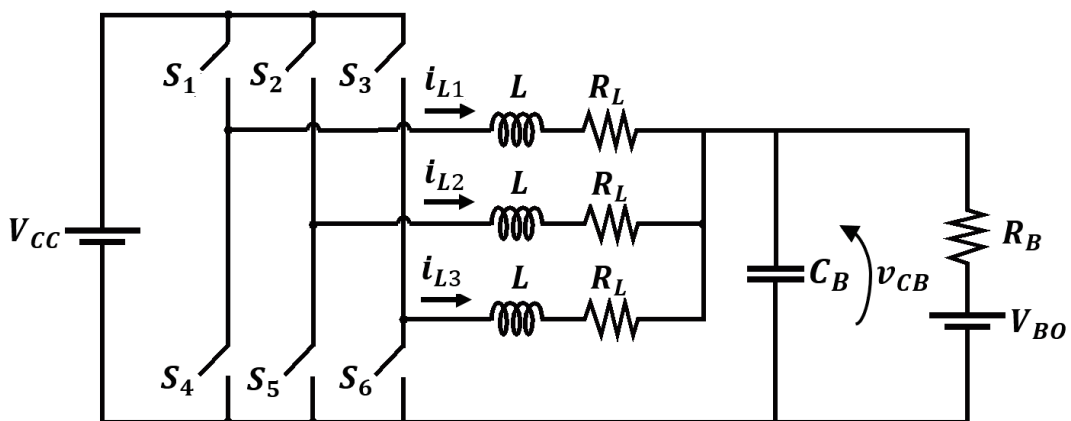 S1 S2 S3
iL1 L RL
iL2 L RL
VCC
RB
iL3 L RL
CB vCB
VBO
S4 S5 S6